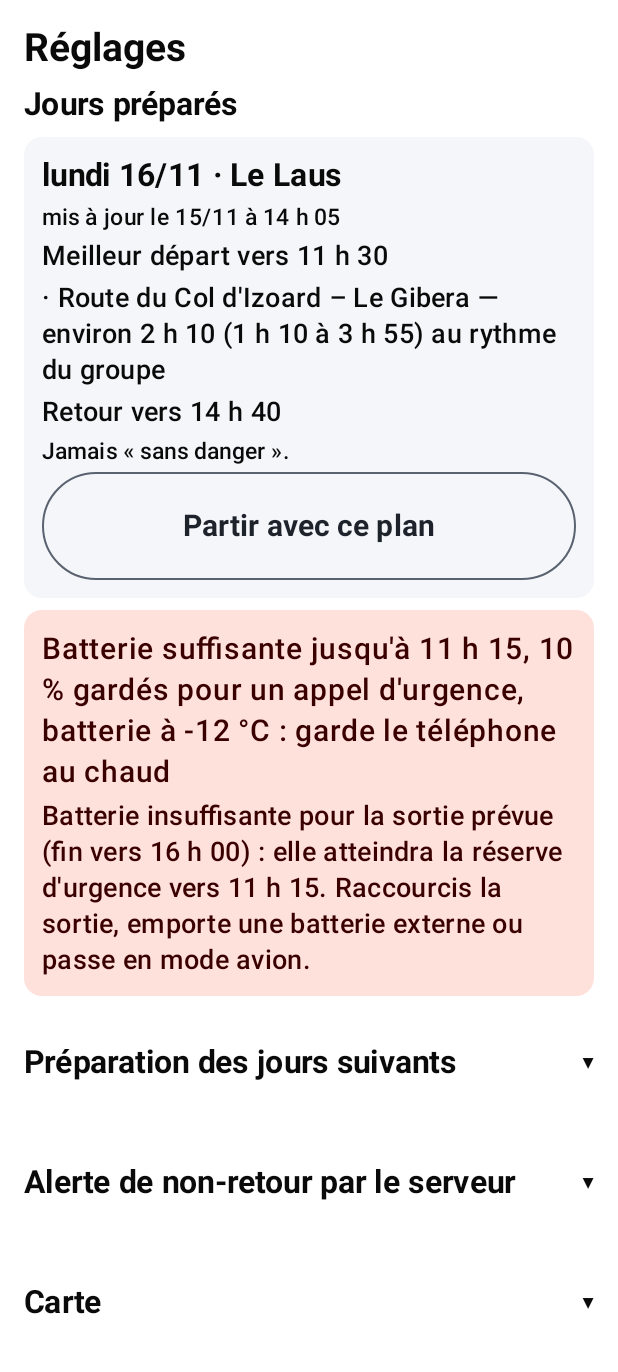 Réglages
Jours préparés
lundi 16/11 · Le Laus
mis à jour le 15/11 à 14 h 05
Meilleur départ vers 11 h 30
· Route du Col d'Izoard – Le Gibera —
environ 2 h 10 (1 h 10 à 3 h 55) au rythme
du groupe
Retour vers 14 h 40
Jamais « sans danger ».
Partir avec ce plan
Batterie suffisante jusqu'à 11 h 15, 10
% gardés pour un appel d'urgence,
batterie à -12 °C : garde le téléphone
au chaud
Batterie insuffisante pour la sortie prévue
(fin vers 16 h 00) : elle atteindra la réserve
d'urgence vers 11 h 15. Raccourcis la
sortie, emporte une batterie externe ou
passe en mode avion.
Préparation des jours suivants ▼
Alerte de non-retour par le serveur ▼
Carte ▼